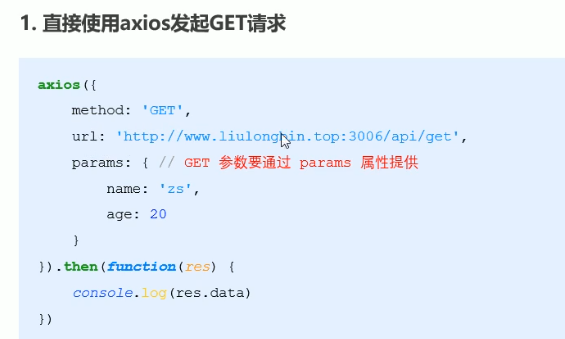 1. 直接使用axios发起GET请求
axios({
    method: 'GET',
    url: 'http://www.liulongbin.top:3006/api/get',
    params: { // GET 参数要通过 params 属性提供
        name: 'zs',
        age: 20
    }
}).then(function(res) {
    console.log(res.data)
})